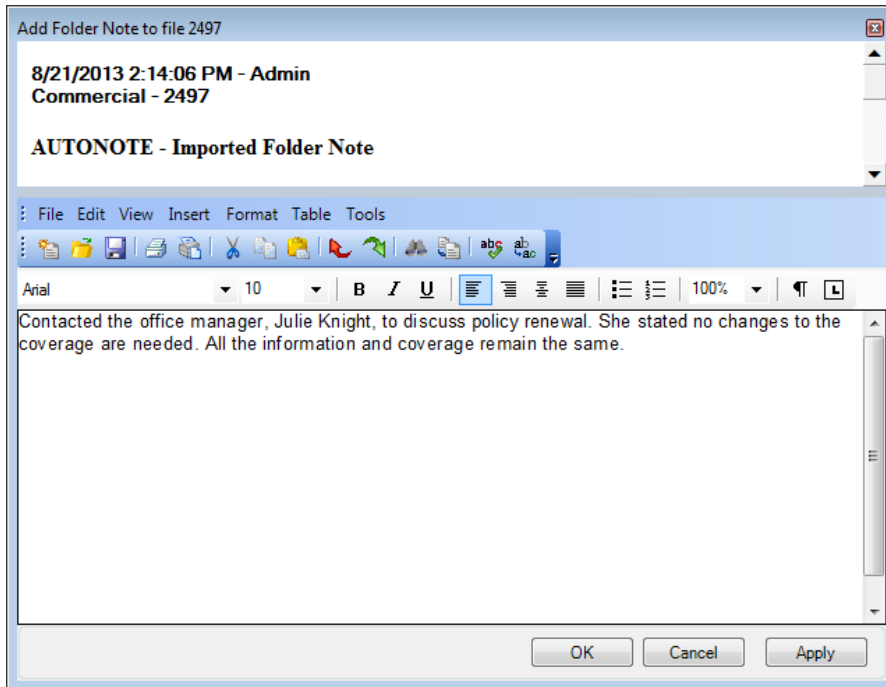 Add Folder Note to file 2497
8/21/2013 2:14:06 PM - Admin
Commercial - 2497
AUTONOTE - Imported Folder Note
File Edit View Insert Format Table Tools
Arial 10 B I U 100% ¶ L
Contacted the office manager, Julie Knight, to discuss policy renewal. She stated no changes to the
coverage are needed. All the information and coverage remain the same.
OK Cancel Apply